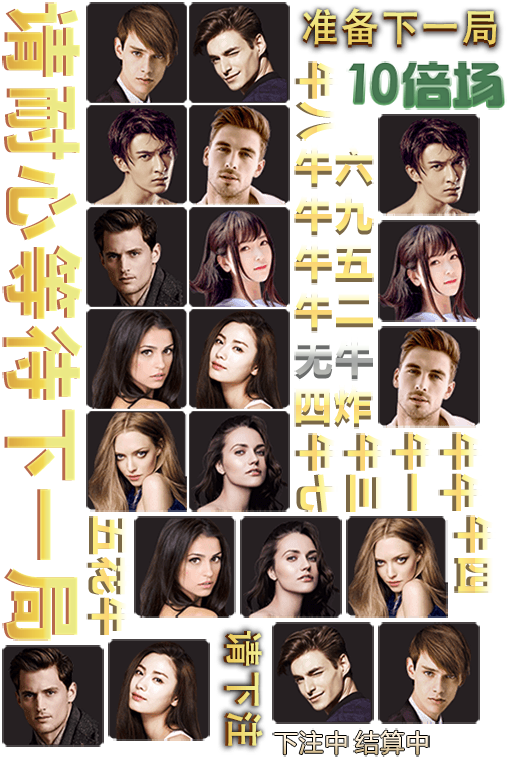 请耐心等待下一局
准备下一局
10倍场
牛八
牛六
牛九
牛五
牛二
无牛
四炸
牛七
牛三
牛一
牛牛
牛四
五花牛
请下注
下注中
结算中